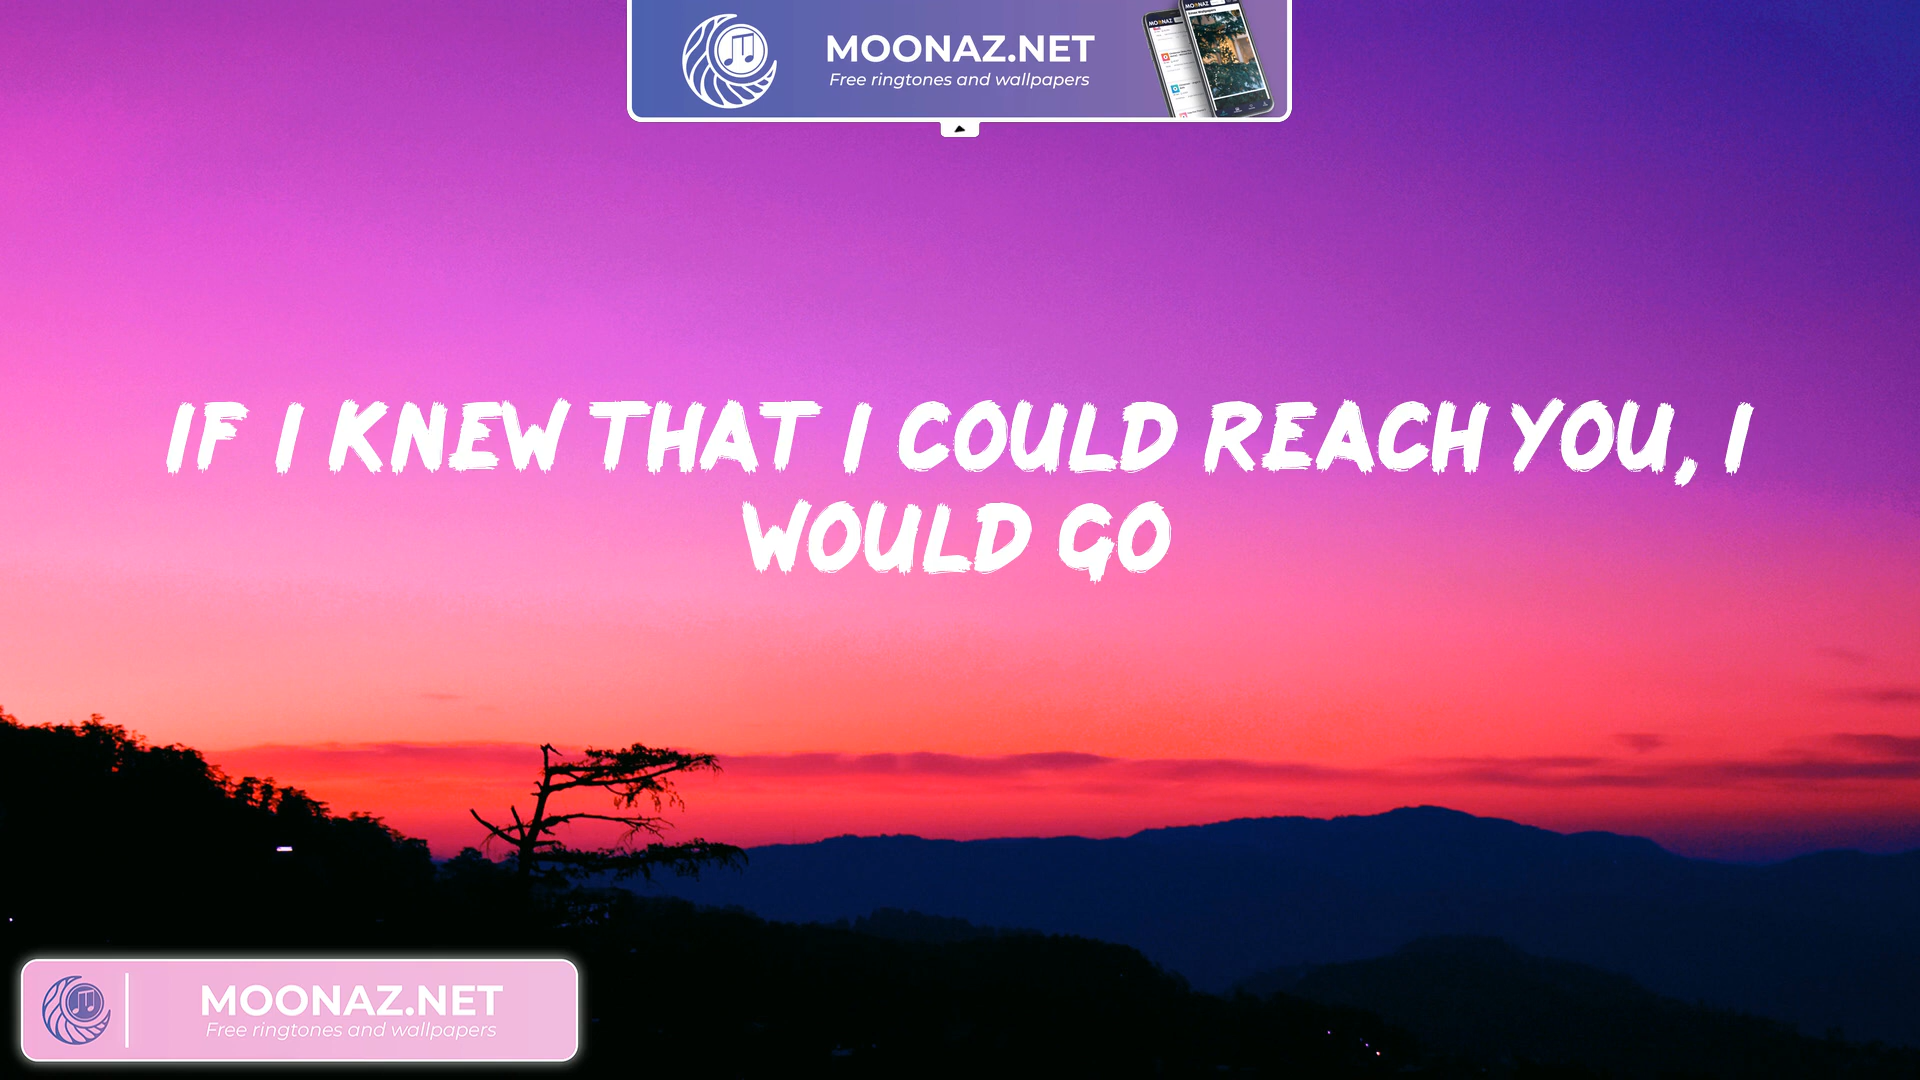 MOONAZ.NET
Free ringtones and wallpapers
IF I KNEW THAT I COULD REACH YOU, I
WOULD GO
MOONAZ.NET
Free ringtones and wallpapers